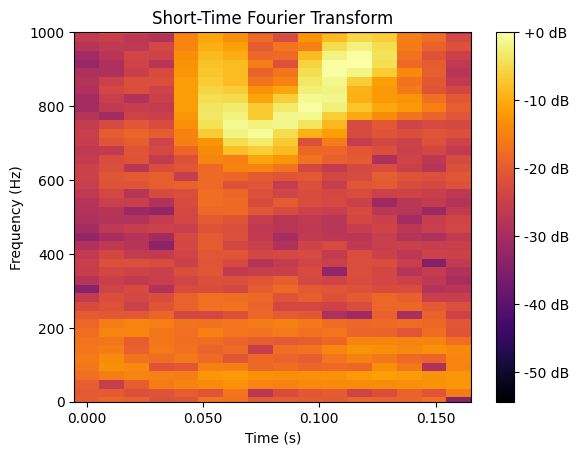 Short-Time Fourier Transform
1000
800
600
400
200
0
Frequency (Hz)
0.000
0.050
0.100
0.150
Time (s)
+0 dB
-10 dB
-20 dB
-30 dB
-40 dB
-50 dB